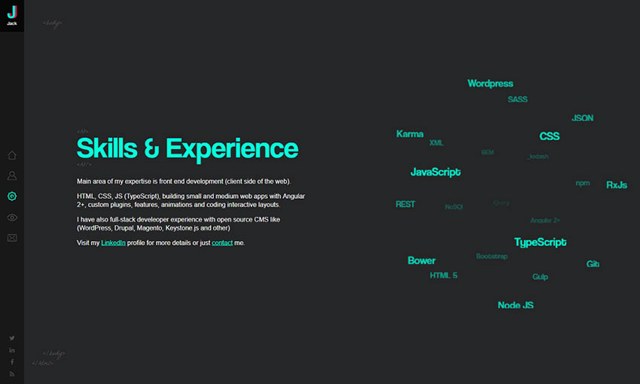 Jack
<body>
Skills & Experience
Main area of my expertise is front end development (client side of the web).
HTML, CSS, JS (TypeScript), building small and medium web apps with Angular
2+, custom plugins, features, animations and coding interactive layouts.
I have also full-stack develeoper experience with open source CMS like
(WordPress, Drupal, Magento, Keystone.js and other)
Visit my LinkedIn profile for more details or just contact me.
Wordpress
SASS
JSON
Karma
XML
CSS
JavaScript
npm
RxJs
REST
NoSQL
Angular 2+
TypeScript
Bower
Bootstrap
Git
HTML 5
Gulp
Node JS
</body>
</html>